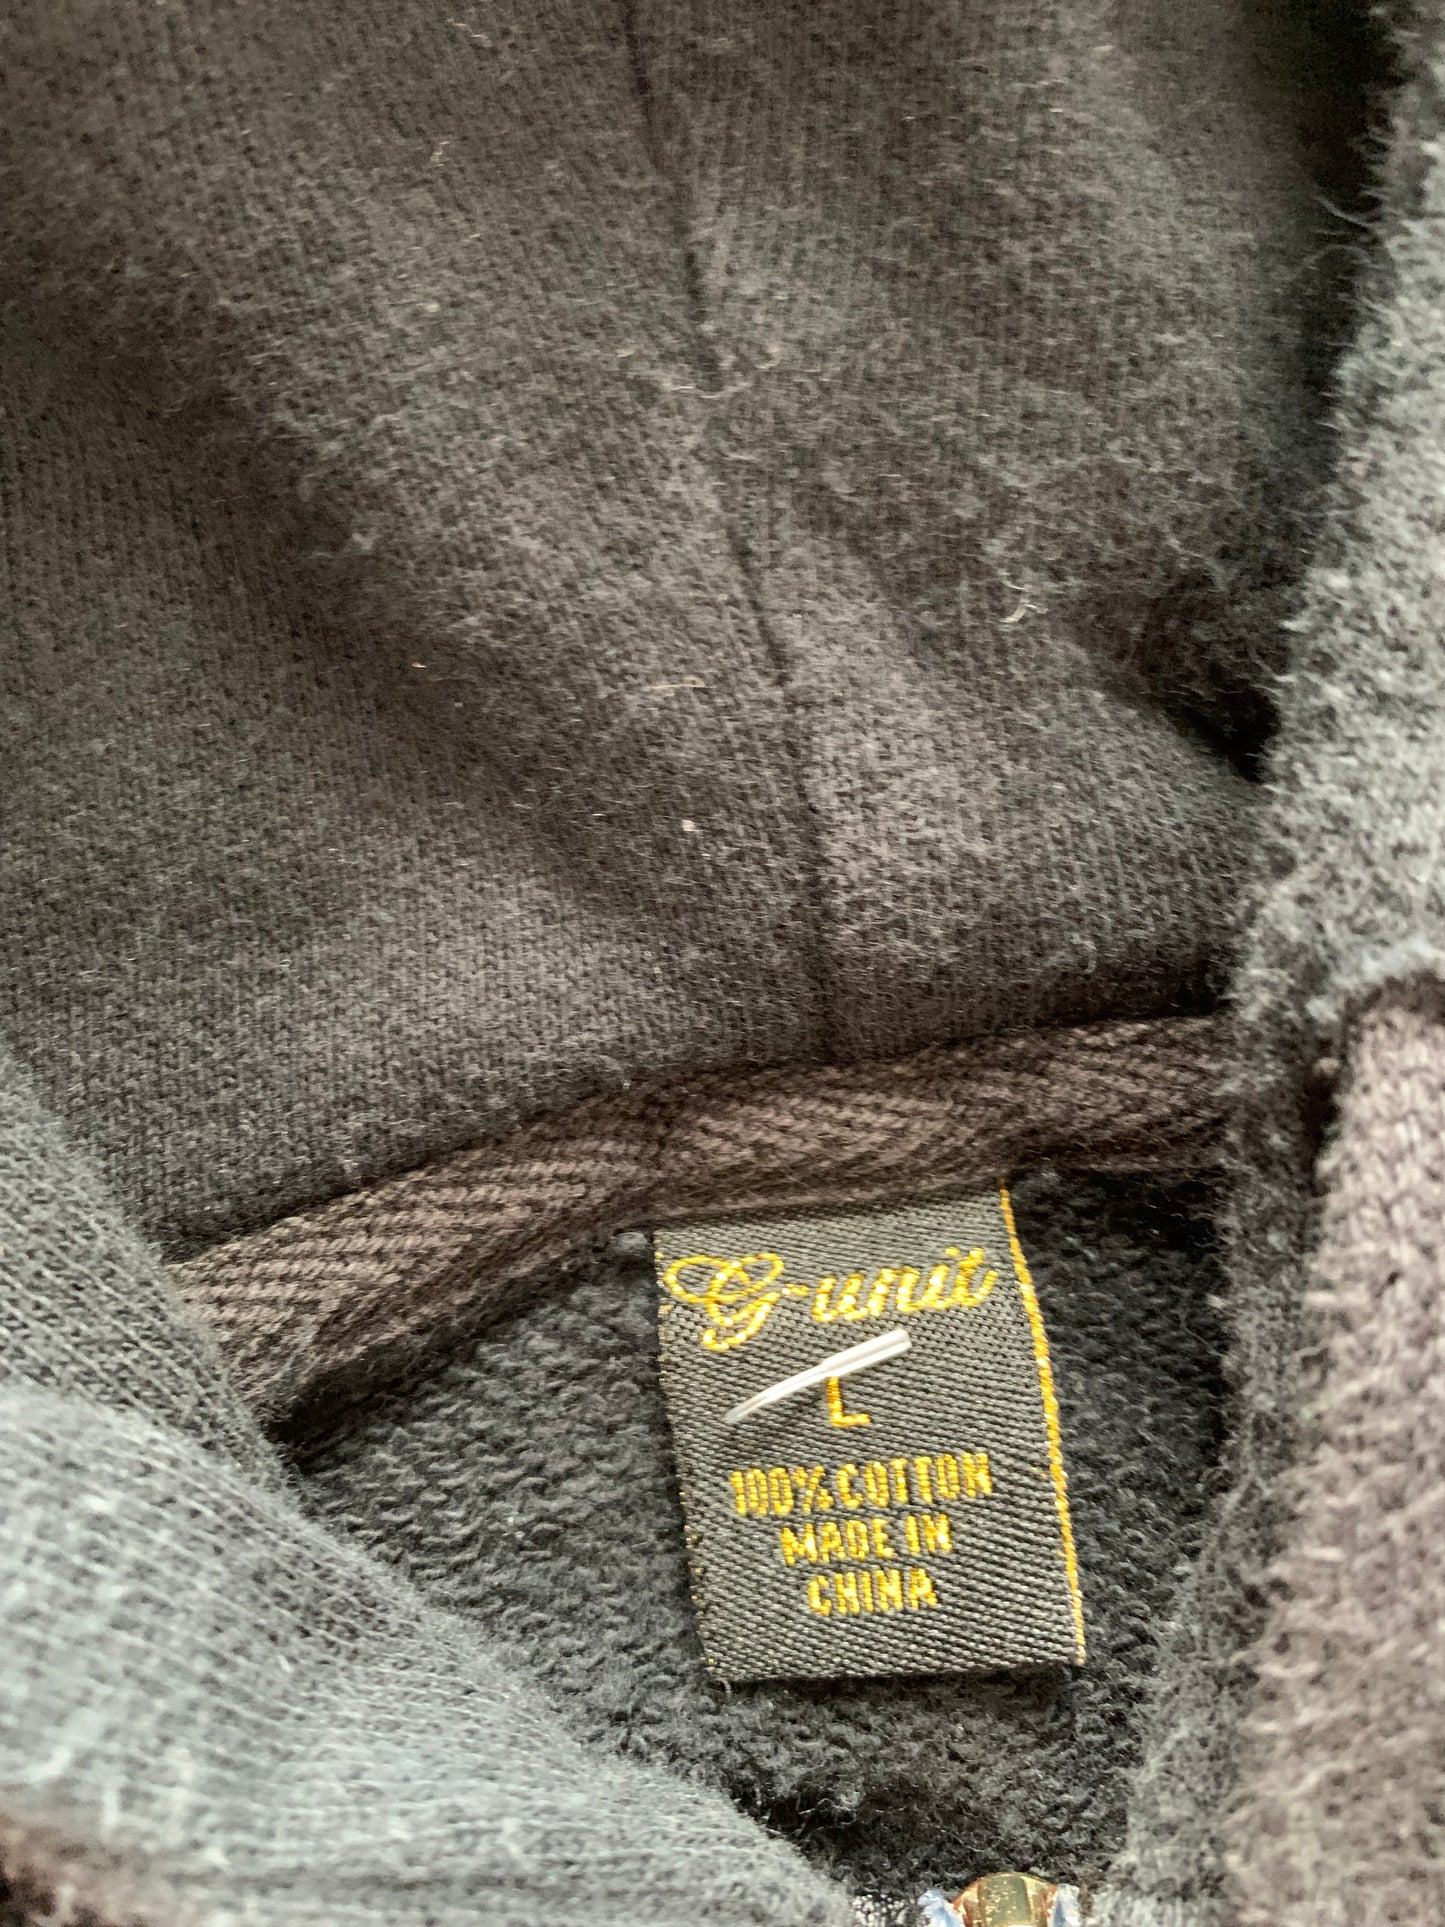 G-unit
L
100% COTTON
MADE IN
CHINA